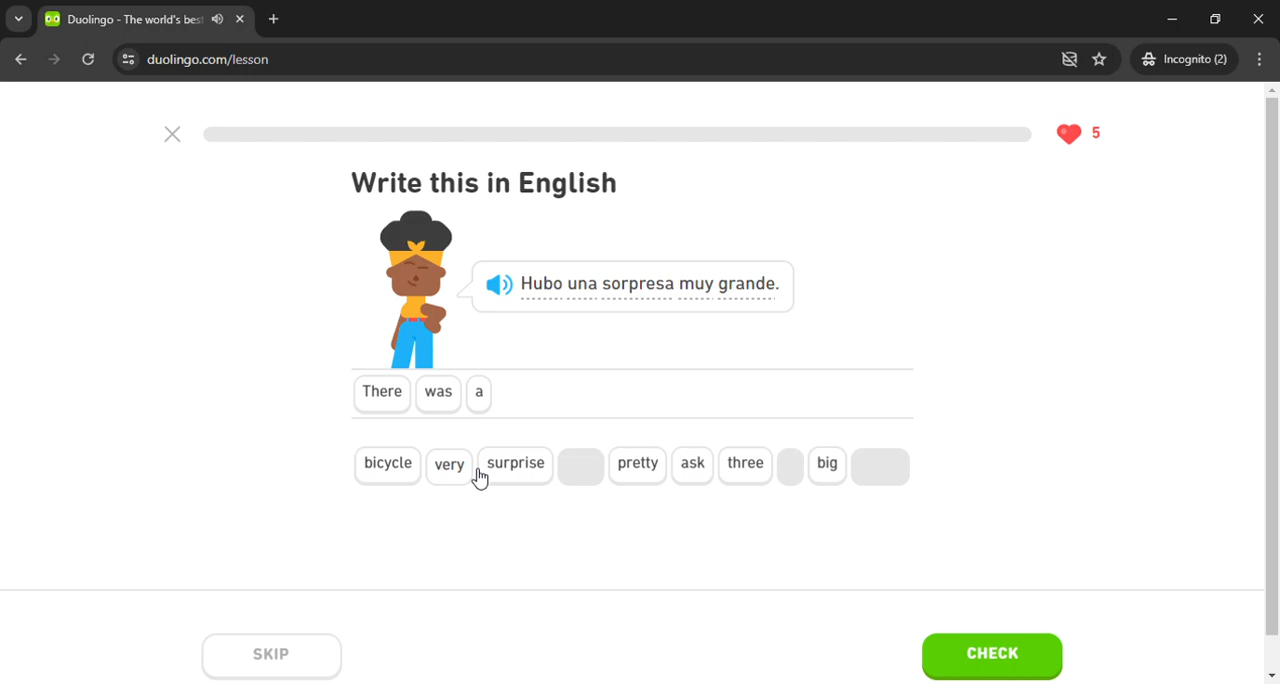 Duolingo - The world's bes
duolingo.com/lesson
Incognito (2)
5
Write this in English
Hubo una sorpresa muy grande.
There was a
bicycle very surprise pretty ask three big
SKIP
CHECK